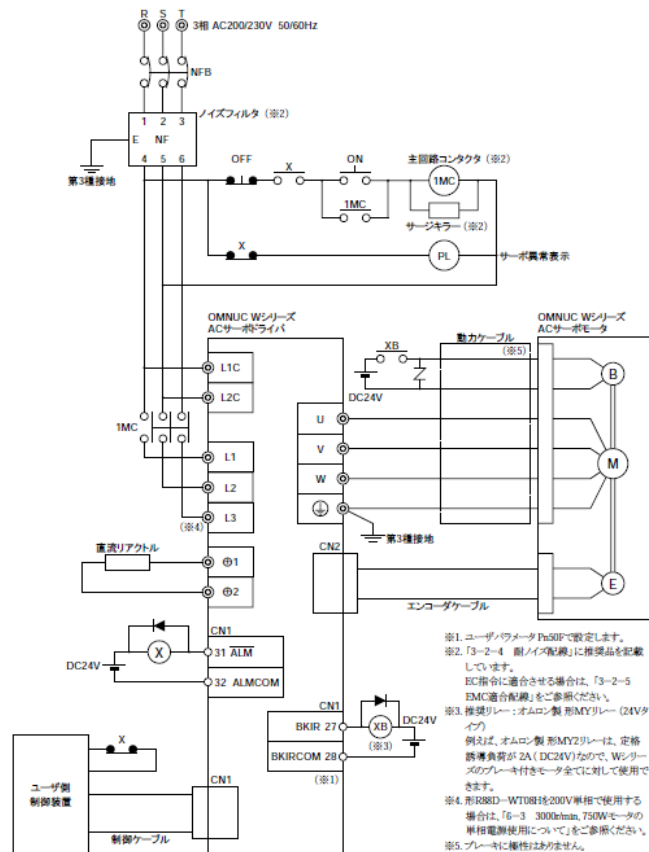 R S T
3相 AC200/230V 50/60Hz
NFB
ノイズフィルタ (※2)
1 2 3
E NF
4 5 6
第3種接地
OFF
X
ON
主回路コンタクタ (※2)
1MC
1MC
サージキラー (※2)
X
PL
サーボ異常表示
OMNUC Wシリーズ
ACサーボドライバ
OMNUC Wシリーズ
ACサーボモータ
動力ケーブル
XB
(※5)
B
DC24V
L1C
L2C
1MC
U
V
W
M
L1
L2
L3
(※4)
第3種接地
直流リアクトル
⊕1
⊕2
CN2
E
エンコーダケーブル
CN1
DC24V
X
31 ALM
32 ALMCOM
CN1
BKIR 27
XB
DC24V
(※3)
BKIRCOM 28
(※1)
X
ユーザ側
制御装置
CN1
制御ケーブル
※1. ユーザパラメータ Pn50Fで設定します。
※2. 「3-2-4 耐ノイズ配線」に推奨品を記載
しています。
EC指令に適合させる場合は、「3-2-5
EMC適合配線」をご参照ください。
※3. 推奨リレー：オムロン製 形MYリレー (24Vタ
イプ)
例えば、オムロン製 形MY2リレーは、定格
誘導負荷が 2A (DC24V) なので、Wシリー
ズのブレーキ付きモータ全てに対して使用で
きます。
※4. 形R88D-WT08Hを200V単相で使用する
場合は、「6-3 3000r/min, 750Wモータの
単相電源使用について」をご参照ください。
※5. ブレーキに極性はありません。